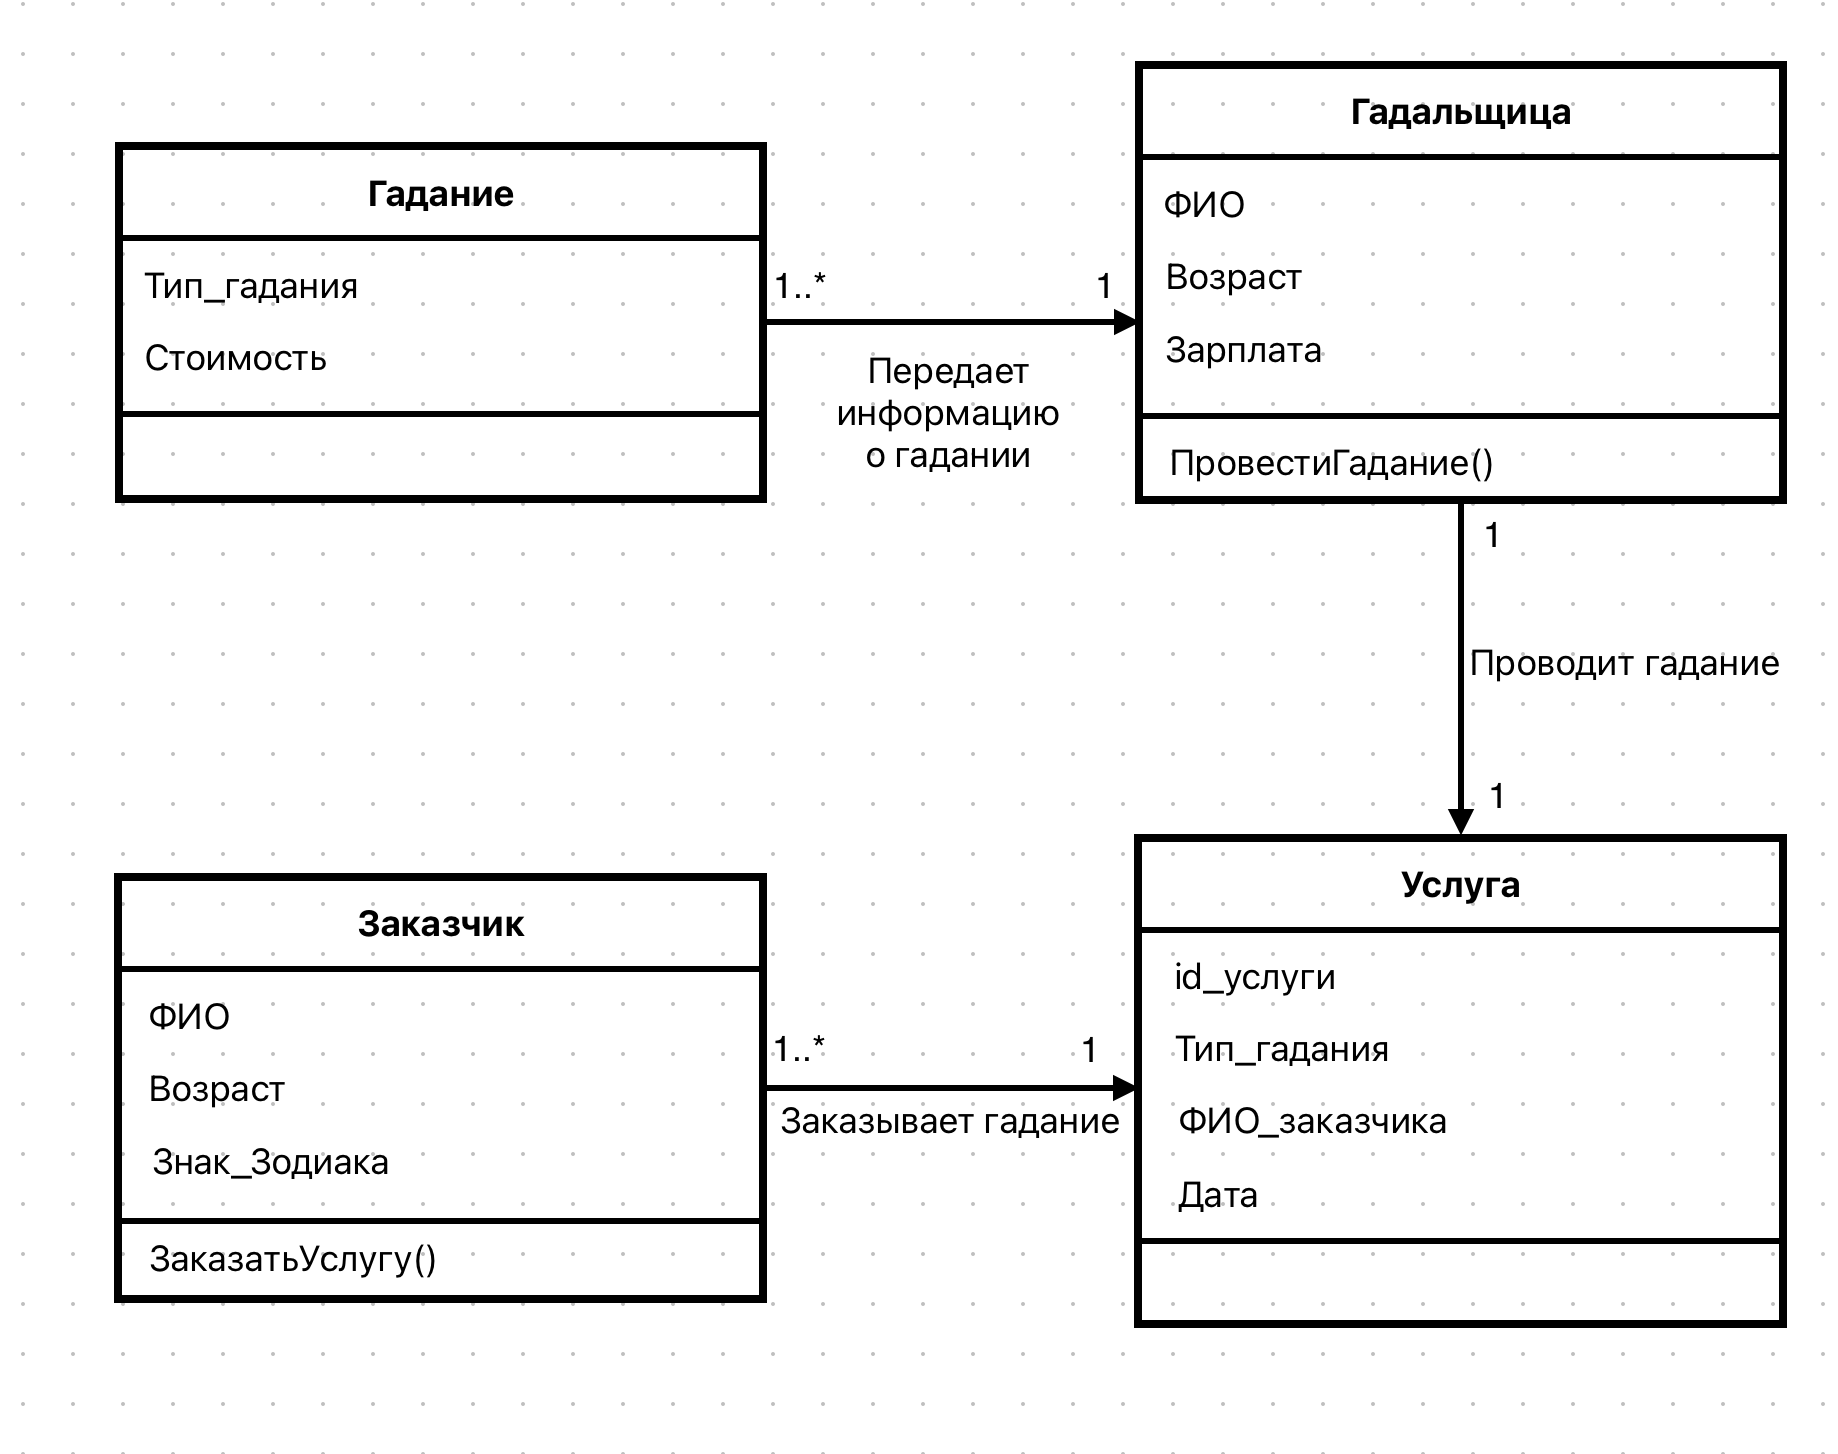 Гадание
Тип_гадания
Стоимость
1..*
1
Передает
информацию
о гадании
Гадальщица
ФИО
Возраст
Зарплата
ПровестиГадание()
1
Проводит гадание
1
Заказчик
ФИО
Возраст
Знак_Зодиака
ЗаказатьУслугу()
1..*
1
Заказывает гадание
Услуга
id_услуги
Тип_гадания
ФИО_заказчика
Дата